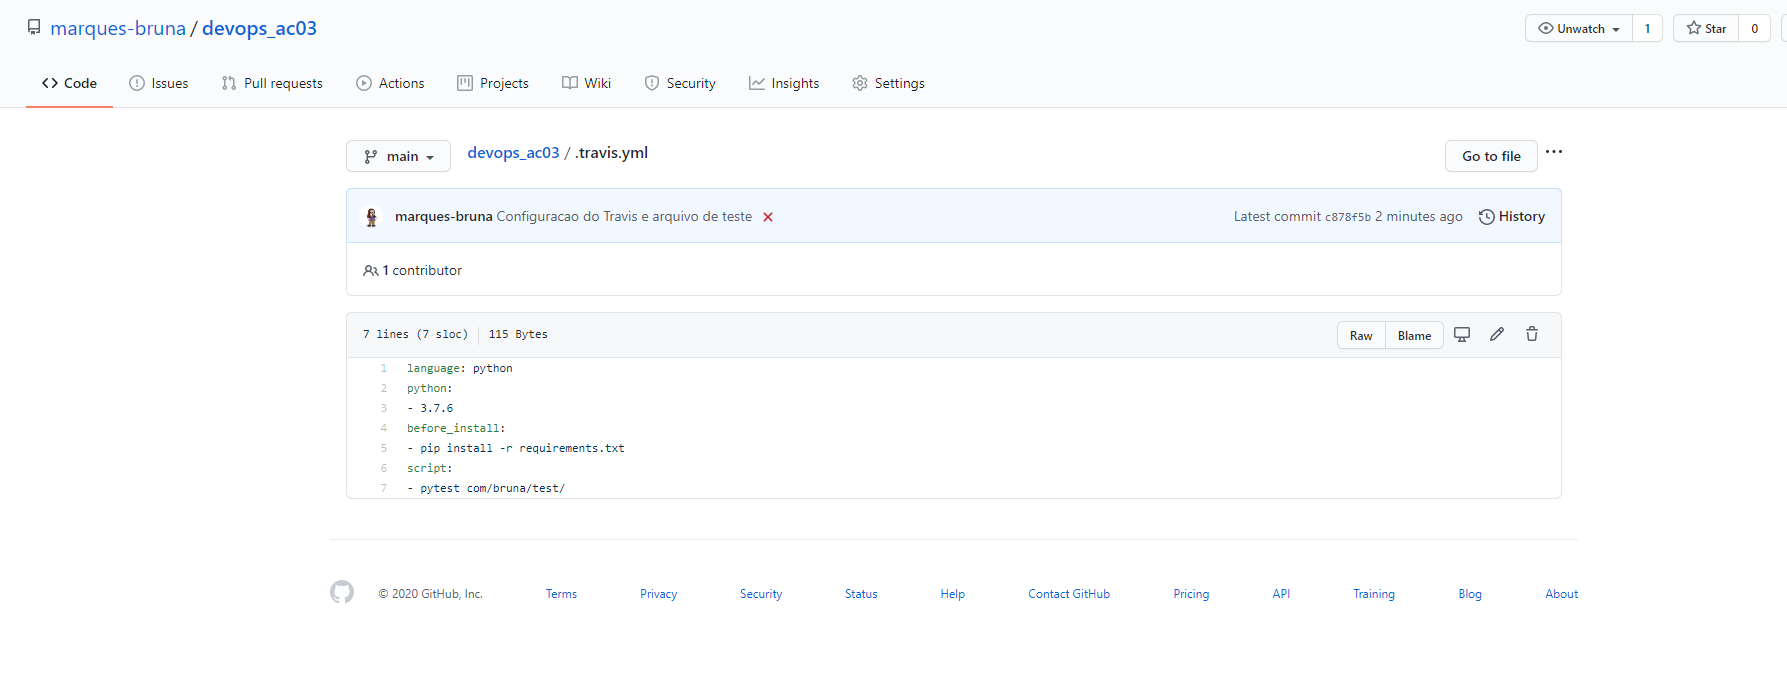 marques-bruna / devops_ac03
Unwatch 1 Star 0
Code Issues Pull requests Actions Projects Wiki Security Insights Settings
main devops_ac03 / .travis.yml Go to file ...
marques-bruna Configuracao do Travis e arquivo de teste Latest commit c878f5b 2 minutes ago History
1 contributor
7 lines (7 sloc) 115 Bytes Raw Blame
1 language: python
2 python:
3 - 3.7.6
4 before_install:
5 - pip install -r requirements.txt
6 script:
7 - pytest com/bruna/test/
© 2020 GitHub, Inc. Terms Privacy Security Status Help Contact GitHub Pricing API Training Blog About